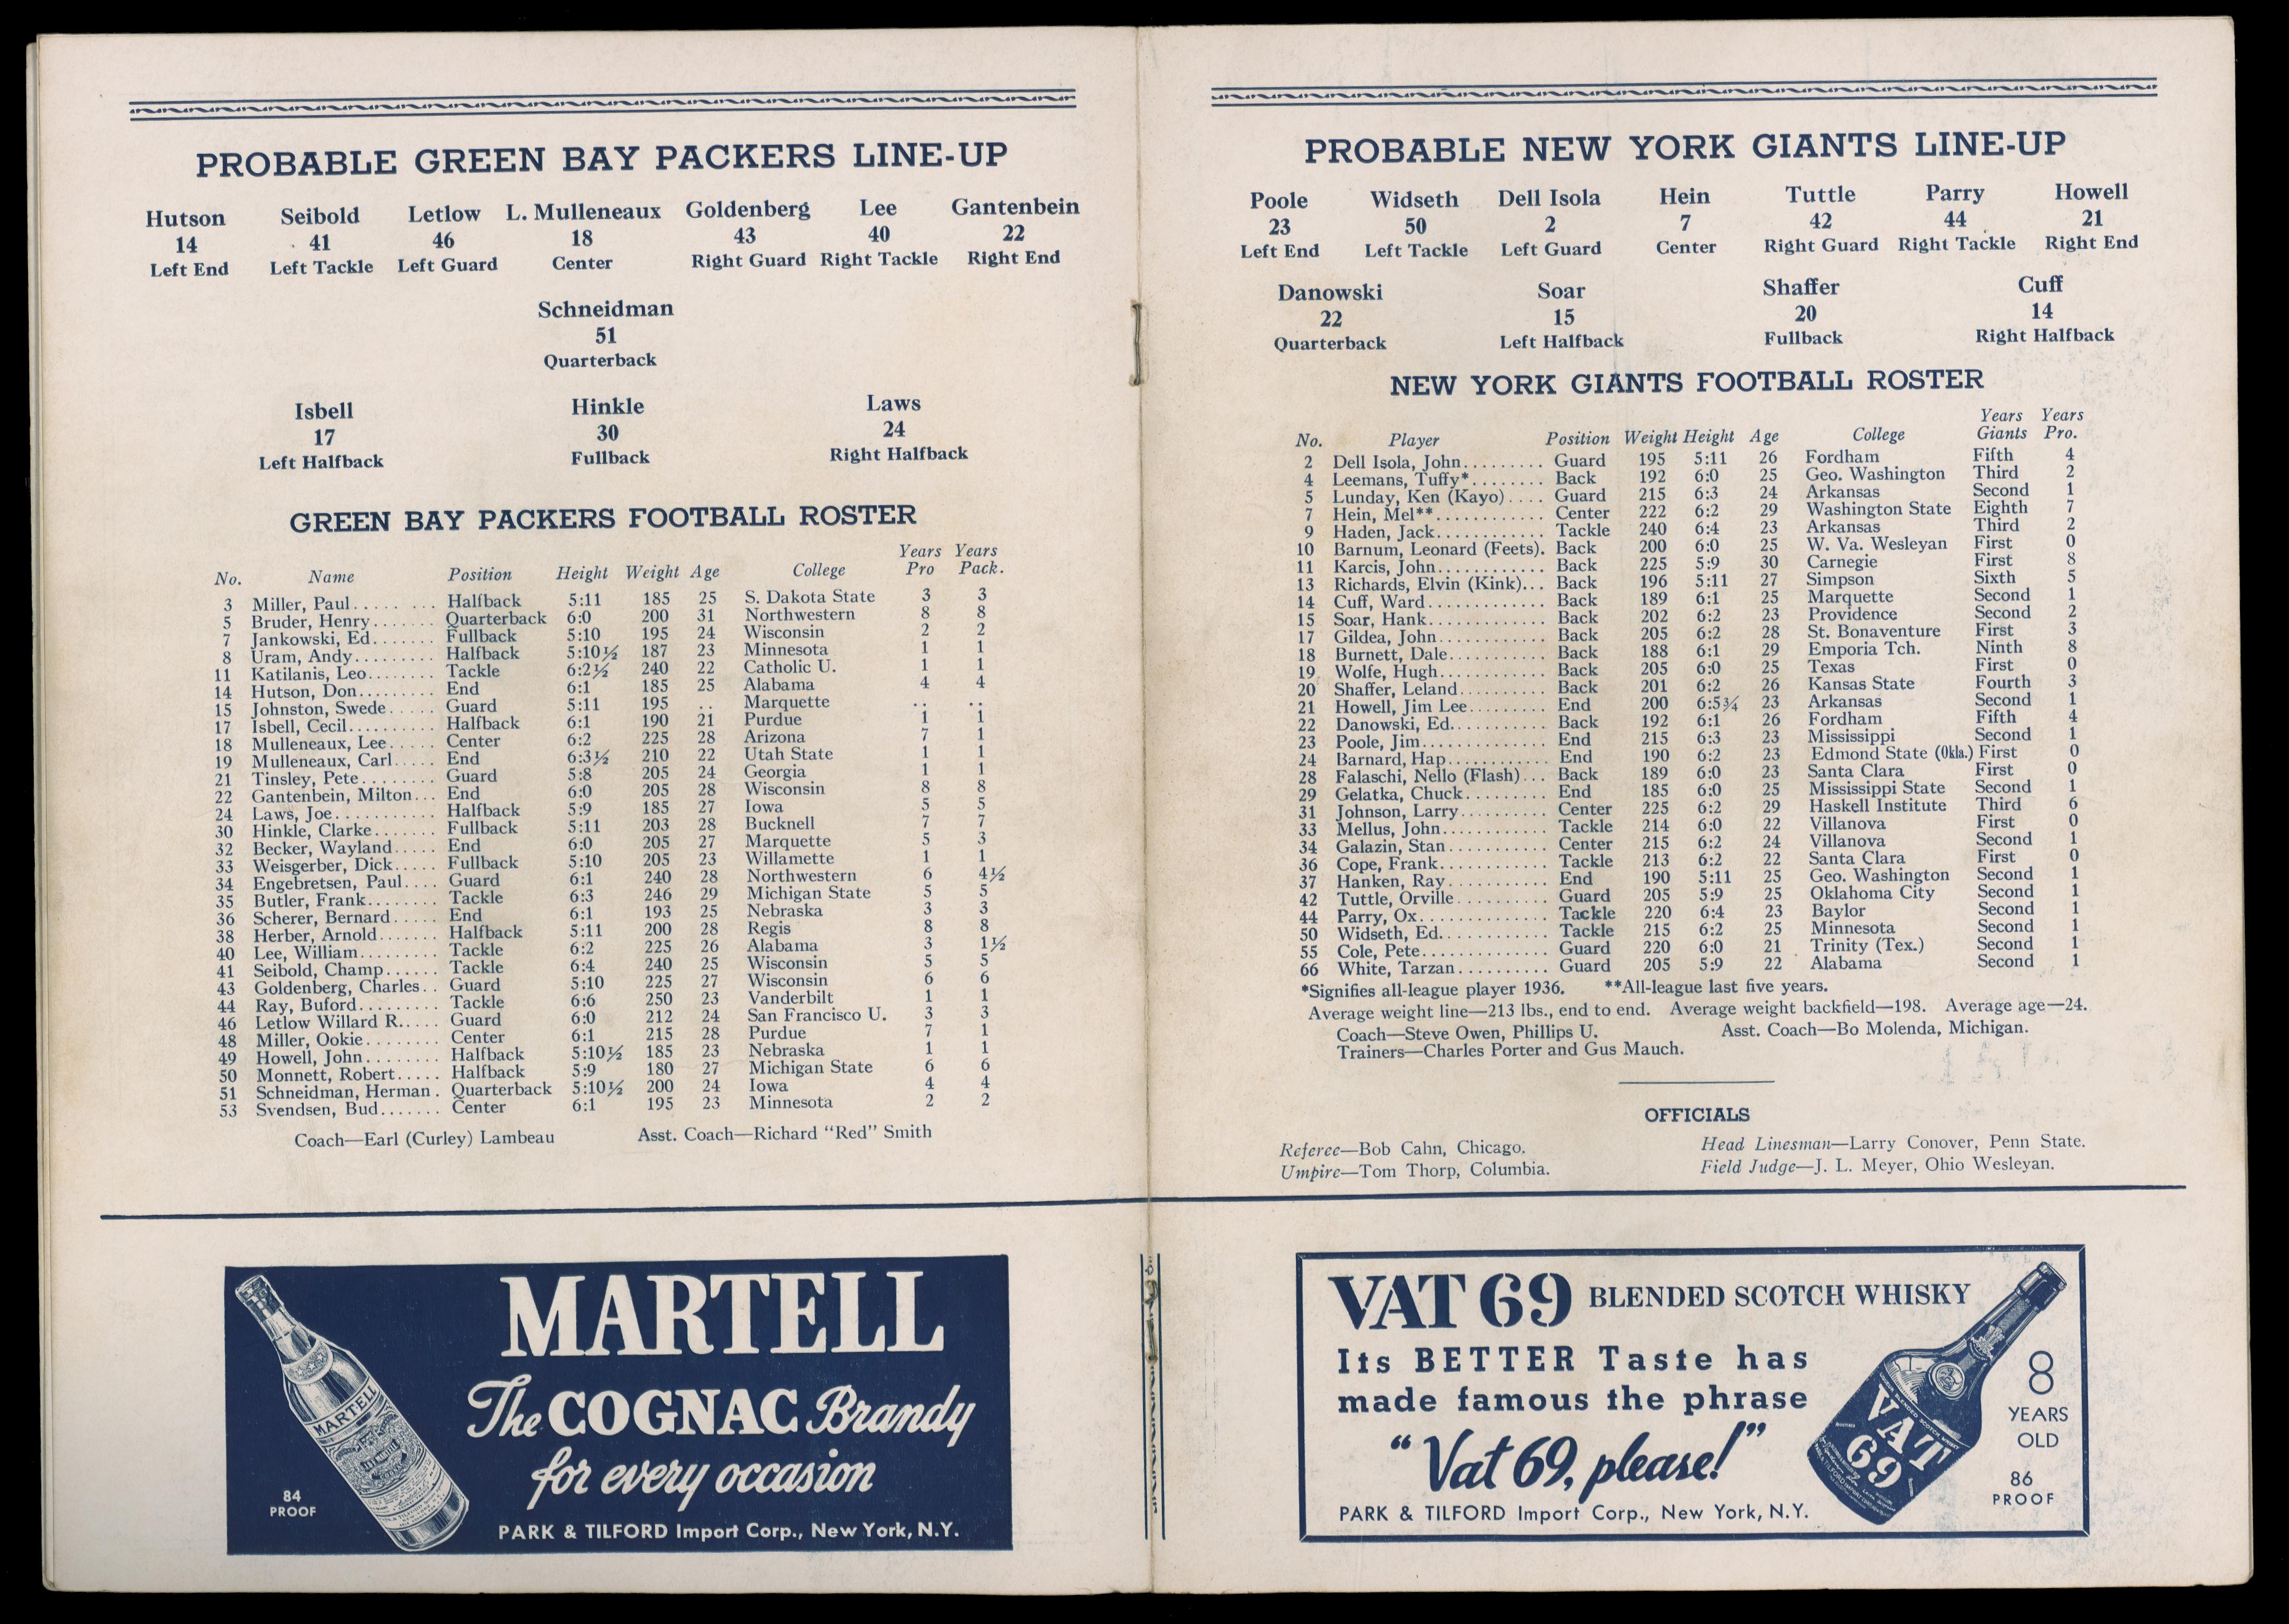 PROBABLE GREEN BAY PACKERS LINE-UP
Hutson Seibold Letlow L. Mulleneaux Goldenberg Lee Gantenbein
14 41 46 18 43 40 22
Left End Left Tackle Left Guard Center Right Guard Right Tackle Right End
Schneidman
51
Quarterback
Isbell Hinkle Laws
17 30 24
Left Halfback Fullback Right Halfback
GREEN BAY PACKERS FOOTBALL ROSTER
Years Years
No. Name Position Height Weight Age College Pro Pack.
3 Miller, Paul..... ... Halfback 5:11 185 25 S. Dakota State 3 3
5 Bruder, Henry....... Quarterback 6:0 200 31 Northwestern 8 8
7 Jankowski, Ed....... Fullback 5:10 195 24 Wisconsin 2 2
8 Uram, Andy......... Halfback 5:10½ 187 23 Minnesota 1 1
11 Katilanis, Leo........ Tackle 6:2½ 240 22 Catholic U. 1 1
14 Hutson, Don......... End 6:1 185 25 Alabama 4 4
15 Johnston, Swede..... Guard 5:11 195 .. Marquette .. ..
17 Isbell, Cecil.......... Halfback 6:1 190 21 Purdue 1 1
18 Mulleneaux, Lee..... Center 6:2 225 28 Arizona 7 1
19 Mulleneaux, Carl..... End 6:3½ 210 22 Utah State 1 1
21 Tinsley, Pete........ Guard 5:8 205 24 Georgia 1 1
22 Gantenbein, Milton... End 6:0 205 28 Wisconsin 8 8
24 Laws, Joe........... Halfback 5:9 185 27 Iowa 5 5
30 Hinkle, Clarke....... Fullback 5:11 203 28 Bucknell 7 7
32 Becker, Wayland..... End 6:0 205 27 Marquette 5 3
33 Weisgerber, Dick..... Fullback 5:10 205 23 Willamette 1 1
34 Engebretsen, Paul.... Guard 6:1 240 28 Northwestern 6 4½
35 Butler, Frank........ Tackle 6:3 246 29 Michigan State 5 5
36 Scherer, Bernard..... End 6:1 193 25 Nebraska 3 3
38 Herber, Arnold....... Halfback 5:11 200 28 Regis 8 8
40 Lee, William......... Tackle 6:2 225 26 Alabama 3 1½
41 Seibold, Champ...... Tackle 6:4 240 25 Wisconsin 5 5
43 Goldenberg, Charles.. Guard 5:10 225 27 Wisconsin 6 6
44 Ray, Buford......... Tackle 6:6 250 23 Vanderbilt 1 1
46 Letlow Willard R..... Guard 6:0 212 24 San Francisco U. 3 3
48 Miller, Ookie........ Center 6:1 215 28 Purdue 7 1
49 Howell, John........ Halfback 5:10½ 185 23 Nebraska 1 1
50 Monnett, Robert..... Halfback 5:9 180 27 Michigan State 6 6
51 Schneidman, Herman. Quarterback 5:10½ 200 24 Iowa 4 4
53 Svendsen, Bud....... Center 6:1 195 23 Minnesota 2 2
Coach—Earl (Curley) Lambeau Asst. Coach—Richard "Red" Smith
MARTELL
The COGNAC Brandy
for every occasion
MARTELL
84
PROOF
PARK & TILFORD Import Corp., New York, N.Y.
PROBABLE NEW YORK GIANTS LINE-UP
Poole Widseth Dell Isola Hein Tuttle Parry Howell
23 50 2 7 42 44 21
Left End Left Tackle Left Guard Center Right Guard Right Tackle Right End
Danowski Soar Shaffer Cuff
22 15 20 14
Quarterback Left Halfback Fullback Right Halfback
NEW YORK GIANTS FOOTBALL ROSTER
Years Years
No. Player Position Weight Height Age College Giants Pro.
2 Dell Isola, John......... Guard 195 5:11 26 Fordham Fifth 4
4 Leemans, Tuffy*........ Back 192 6:0 25 Geo. Washington Third 2
5 Lunday, Ken (Kayo).... Guard 215 6:3 24 Arkansas Second 1
7 Hein, Mel**............ Center 222 6:2 29 Washington State Eighth 7
9 Haden, Jack............ Tackle 240 6:4 23 Arkansas Third 2
10 Barnum, Leonard (Feets). Back 200 6:0 25 W. Va. Wesleyan First 0
11 Karcis, John........... Back 225 5:9 30 Carnegie First 8
13 Richards, Elvin (Kink)... Back 196 5:11 27 Simpson Sixth 5
14 Cuff, Ward............. Back 189 6:1 25 Marquette Second 1
15 Soar, Hank............ Back 202 6:2 23 Providence Second 2
17 Gildea, John........... Back 205 6:2 28 St. Bonaventure First 3
18 Burnett, Dale.......... Back 188 6:1 29 Emporia Tch. Ninth 8
19 Wolfe, Hugh........... Back 205 6:0 25 Texas First 0
20 Shaffer, Leland......... Back 201 6:2 26 Kansas State Fourth 3
21 Howell, Jim Lee........ End 200 6:5¾ 23 Arkansas Second 1
22 Danowski, Ed.......... Back 192 6:1 26 Fordham Fifth 4
23 Poole, Jim............. End 215 6:3 23 Mississippi Second 1
24 Barnard, Hap.......... End 190 6:2 23 Edmond State (Okla.) First 0
28 Falaschi, Nello (Flash)... Back 189 6:0 23 Santa Clara First 0
29 Gelatka, Chuck......... End 185 6:0 25 Mississippi State Second 1
31 Johnson, Larry......... Center 225 6:2 29 Haskell Institute Third 6
33 Mellus, John........... Tackle 214 6:0 22 Villanova First 0
34 Galazin, Stan.......... Center 215 6:2 24 Villanova Second 1
36 Cope, Frank........... Tackle 213 6:2 22 Santa Clara First 0
37 Hanken, Ray.......... End 190 5:11 25 Geo. Washington Second 1
42 Tuttle, Orville.......... Guard 205 5:9 25 Oklahoma City Second 1
44 Parry, Ox............. Tackle 220 6:4 23 Baylor Second 1
50 Widseth, Ed........... Tackle 215 6:2 25 Minnesota Second 1
55 Cole, Pete............. Guard 220 6:0 21 Trinity (Tex.) Second 1
66 White, Tarzan.......... Guard 205 5:9 22 Alabama Second 1
*Signifies all-league player 1936. **All-league last five years.
Average weight line—213 lbs., end to end. Average weight backfield—198. Average age—24.
Coach—Steve Owen, Phillips U. Asst. Coach—Bo Molenda, Michigan.
Trainers—Charles Porter and Gus Mauch.
OFFICIALS
Referee—Bob Cahn, Chicago. Head Linesman—Larry Conover, Penn State.
Umpire—Tom Thorp, Columbia. Field Judge—J. L. Meyer, Ohio Wesleyan.
VAT 69 BLENDED SCOTCH WHISKY
Its BETTER Taste has
made famous the phrase
"Vat 69, please!"
PARK & TILFORD Import Corp., New York, N.Y.
VAT
69
8
YEARS
OLD
86
PROOF